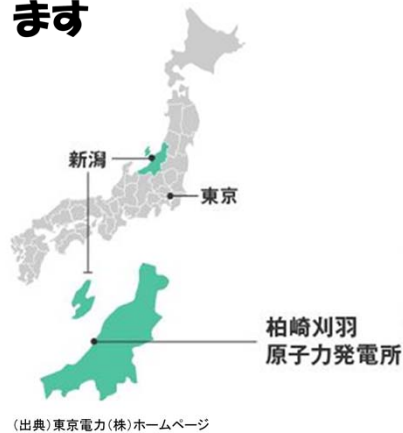 ます
新潟
東京
柏崎刈羽
原子力発電所
(出典)東京電力(株)ホームページ